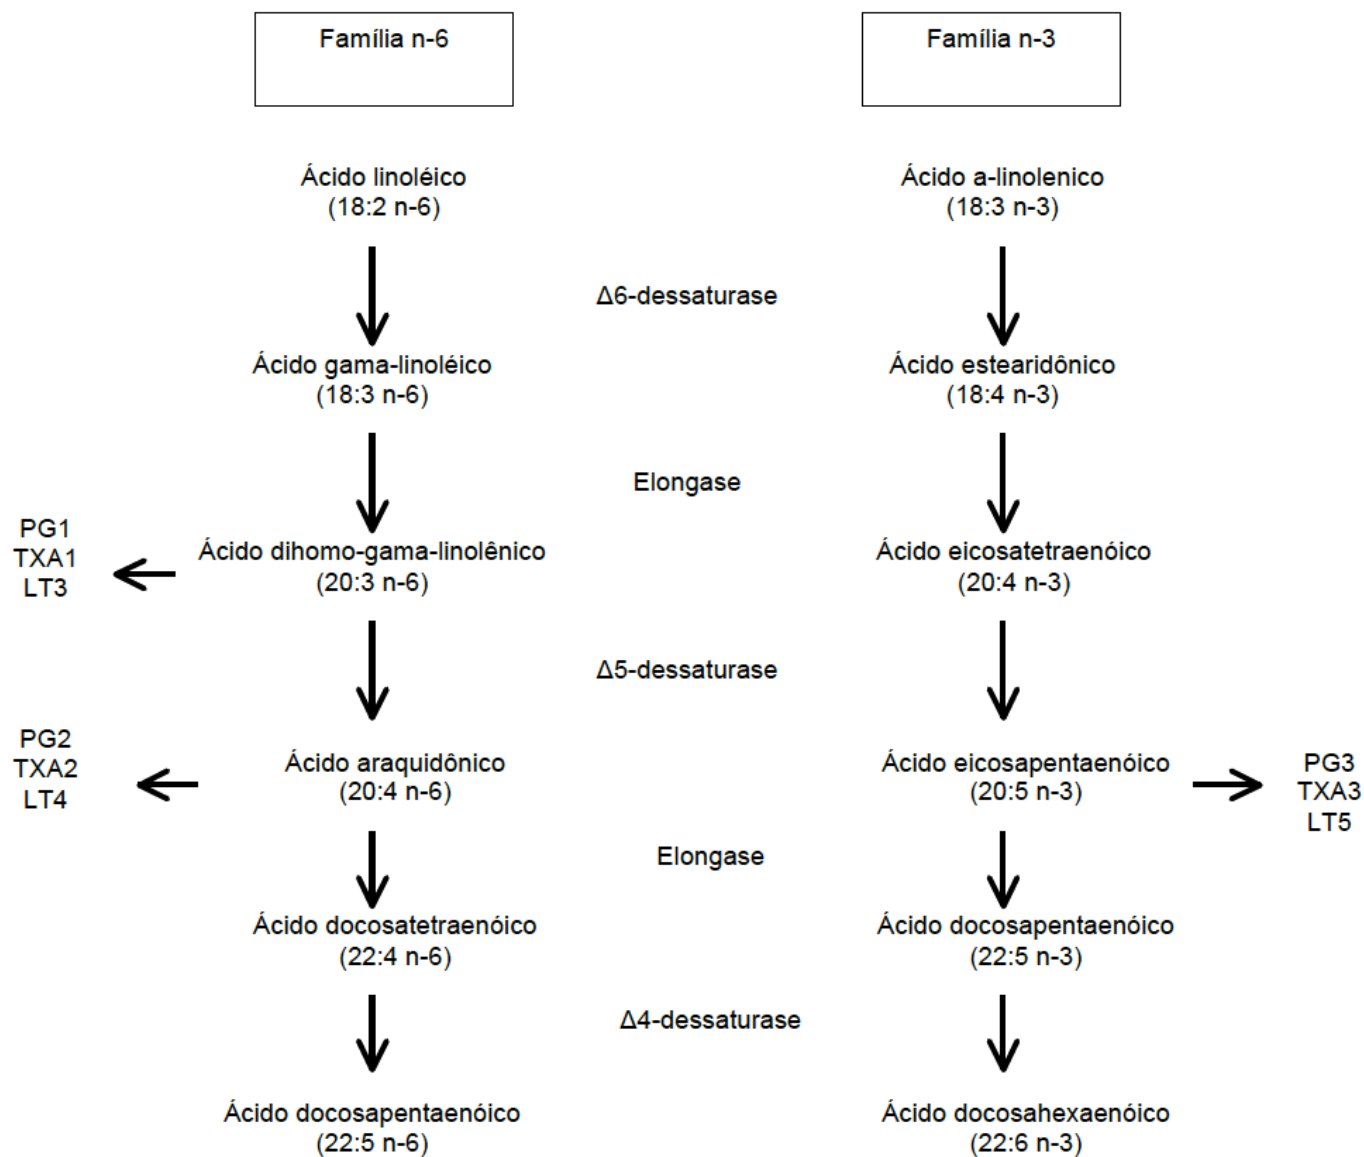 Família n-6
Família n-3
Ácido linoléico
(18:2 n-6)
Ácido a-linolenico
(18:3 n-3)
Δ6-dessaturase
Ácido gama-linoléico
(18:3 n-6)
Ácido estearidônico
(18:4 n-3)
Elongase
PG1
TXA1
LT3
Ácido dihomo-gama-linolênico
(20:3 n-6)
Ácido eicosatetraenóico
(20:4 n-3)
Δ5-dessaturase
PG2
TXA2
LT4
Ácido araquidônico
(20:4 n-6)
Ácido eicosapentaenóico
(20:5 n-3)
PG3
TXA3
LT5
Elongase
Ácido docosatetraenóico
(22:4 n-6)
Ácido docosapentaenóico
(22:5 n-3)
Δ4-dessaturase
Ácido docosapentaenóico
(22:5 n-6)
Ácido docosahexaenóico
(22:6 n-3)